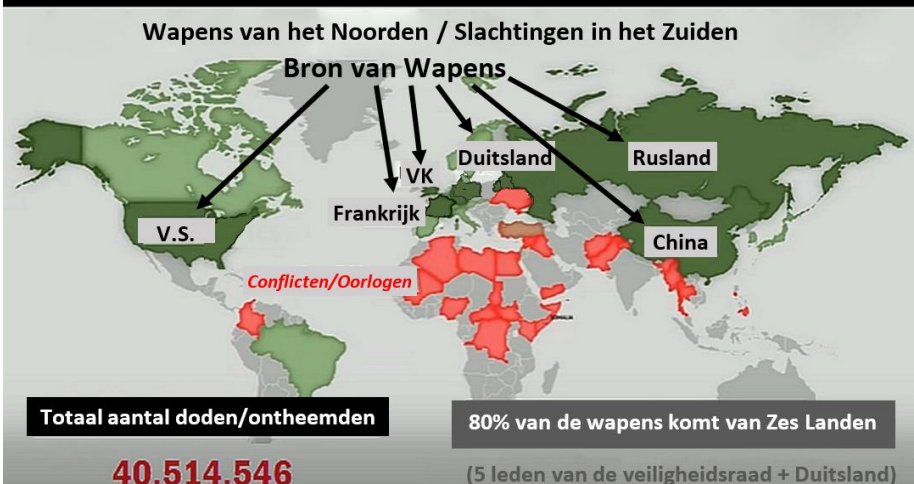 Wapens van het Noorden / Slachtingen in het Zuiden
Bron van Wapens
Duitsland
Rusland
VK
Frankrijk
V.S.
China
Conflicten/Oorlogen
SOMALIA
Totaal aantal doden/ontheemden
80% van de wapens komt van Zes Landen
40.514.546
(5 leden van de veiligheidsraad + Duitsland)